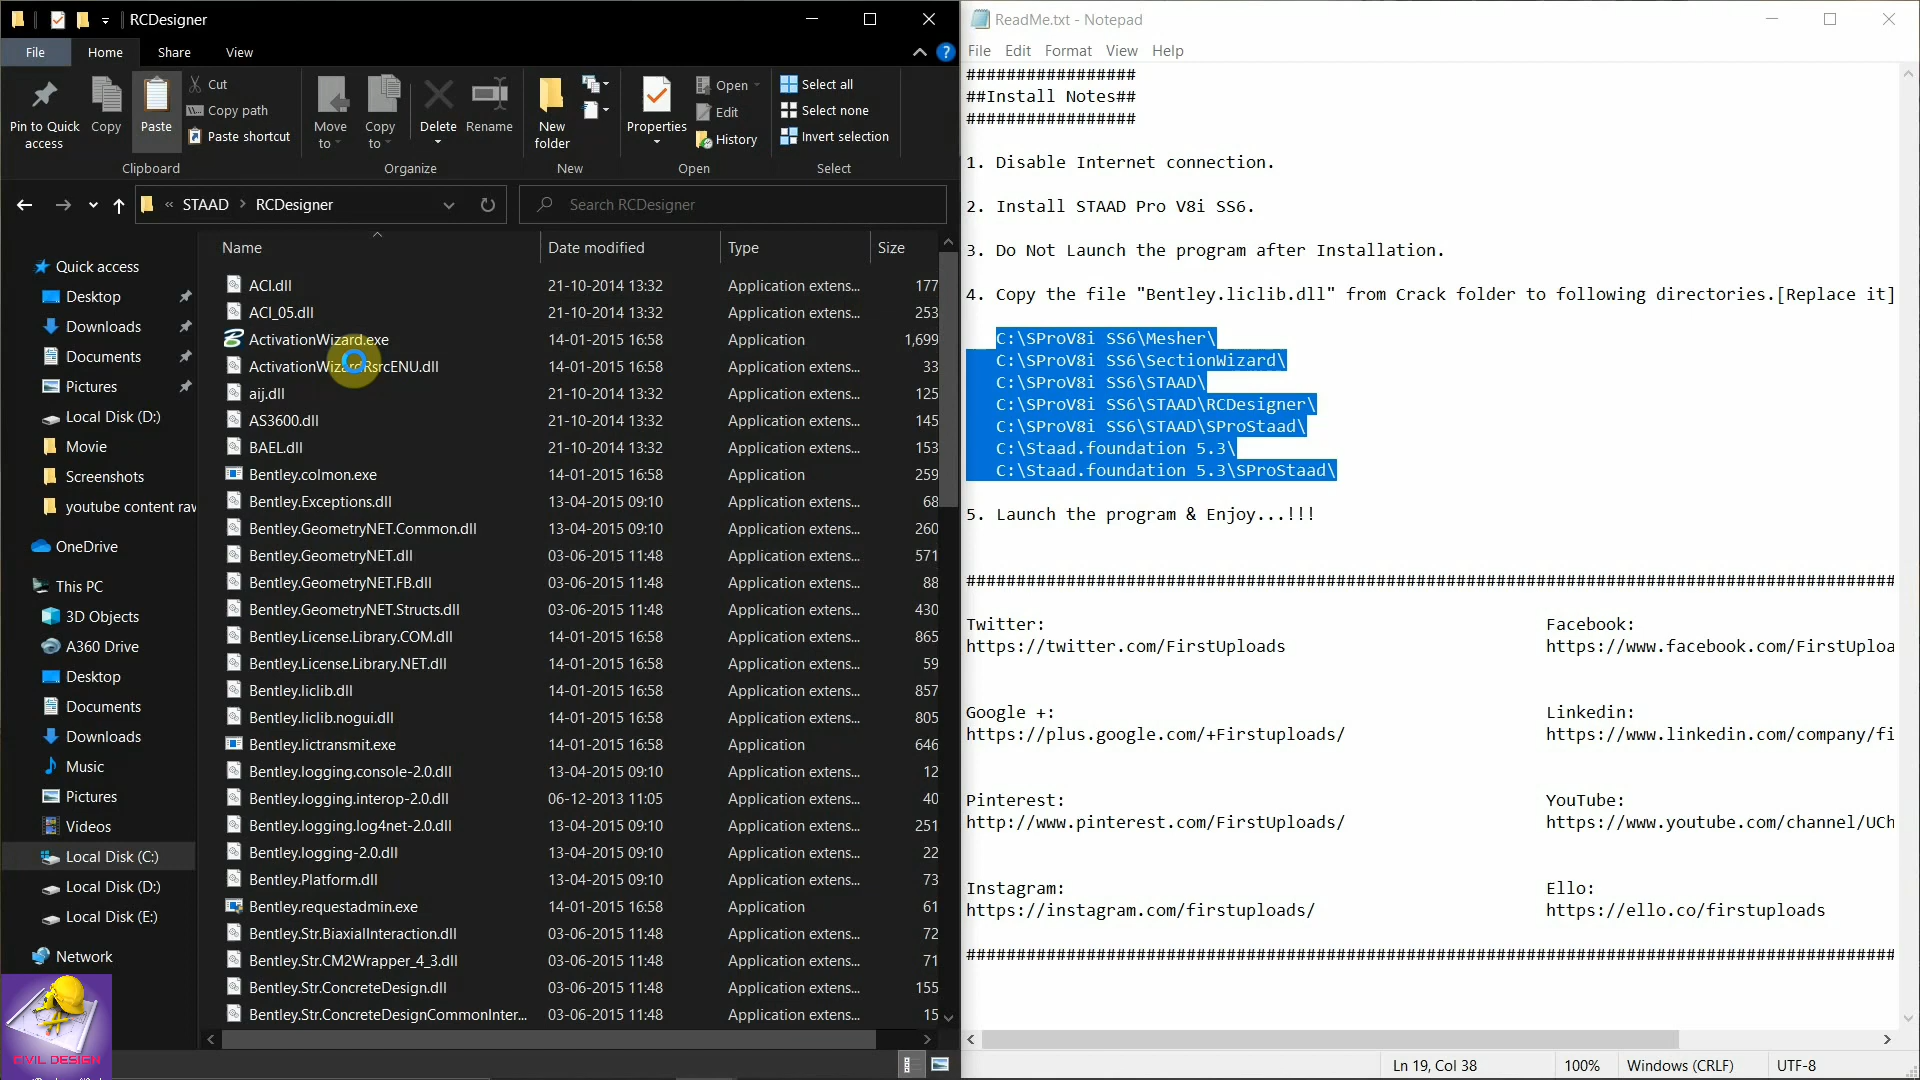 RCDesigner
File
Home
Share
View
Pin to Quick access
Copy
Paste
Cut
Copy path
Paste shortcut
Move to
Copy to
Delete
Rename
New folder
Properties
Open
Edit
History
Select all
Select none
Invert selection
Clipboard
Organize
New
Open
Select
« STAAD > RCDesigner
Search RCDesigner
Name Date modified Type Size
Quick access
Desktop
Downloads
Documents
Pictures
Local Disk (D:)
Movie
Screenshots
youtube content raw
OneDrive
This PC
3D Objects
A360 Drive
Desktop
Documents
Downloads
Music
Pictures
Videos
Local Disk (C:)
Local Disk (D:)
Local Disk (E:)
Network
CIVIL DESIGN
ACI.dll 21-10-2014 13:32 Application extens... 177
ACI_05.dll 21-10-2014 13:32 Application extens... 253
ActivationWizard.exe 14-01-2015 16:58 Application 1,699
ActivationWizardRsrcENU.dll 14-01-2015 16:58 Application extens... 33
aij.dll 21-10-2014 13:32 Application extens... 125
AS3600.dll 21-10-2014 13:32 Application extens... 145
BAEL.dll 21-10-2014 13:32 Application extens... 153
Bentley.colmon.exe 14-01-2015 16:58 Application 259
Bentley.Exceptions.dll 13-04-2015 09:10 Application extens... 68
Bentley.GeometryNET.Common.dll 13-04-2015 09:10 Application extens... 260
Bentley.GeometryNET.dll 03-06-2015 11:48 Application extens... 571
Bentley.GeometryNET.FB.dll 03-06-2015 11:48 Application extens... 88
Bentley.GeometryNET.Structs.dll 03-06-2015 11:48 Application extens... 430
Bentley.License.Library.COM.dll 14-01-2015 16:58 Application extens... 865
Bentley.License.Library.NET.dll 14-01-2015 16:58 Application extens... 59
Bentley.liclib.dll 14-01-2015 16:58 Application extens... 857
Bentley.liclib.nogui.dll 14-01-2015 16:58 Application extens... 805
Bentley.lictransmit.exe 14-01-2015 16:58 Application 646
Bentley.logging.console-2.0.dll 13-04-2015 09:10 Application extens... 12
Bentley.logging.interop-2.0.dll 06-12-2013 11:05 Application extens... 40
Bentley.logging.log4net-2.0.dll 13-04-2015 09:10 Application extens... 251
Bentley.logging-2.0.dll 13-04-2015 09:10 Application extens... 22
Bentley.Platform.dll 13-04-2015 09:10 Application extens... 73
Bentley.requestadmin.exe 14-01-2015 16:58 Application 61
Bentley.Str.BiaxialInteraction.dll 03-06-2015 11:48 Application extens... 72
Bentley.Str.CM2Wrapper_4_3.dll 03-06-2015 11:48 Application extens... 71
Bentley.Str.ConcreteDesign.dll 03-06-2015 11:48 Application extens... 155
Bentley.Str.ConcreteDesignCommonInter... 03-06-2015 11:48 Application extens... 15
ReadMe.txt - Notepad
File Edit Format View Help
#################
##Install Notes##
#################
1. Disable Internet connection.
2. Install STAAD Pro V8i SS6.
3. Do Not Launch the program after Installation.
4. Copy the file "Bentley.liclib.dll" from Crack folder to following directories.[Replace it]
C:\SProV8i SS6\Mesher\
C:\SProV8i SS6\SectionWizard\
C:\SProV8i SS6\STAAD\
C:\SProV8i SS6\STAAD\RCDesigner\
C:\SProV8i SS6\STAAD\SProStaad\
C:\Staad.foundation 5.3\
C:\Staad.foundation 5.3\SProStaad\
5. Launch the program & Enjoy...!!!
#############################################################################################
Twitter: Facebook:
https://twitter.com/FirstUploads https://www.facebook.com/FirstUploa
Google +: Linkedin:
https://plus.google.com/+Firstuploads/ https://www.linkedin.com/company/fi
Pinterest: YouTube:
http://www.pinterest.com/FirstUploads/ https://www.youtube.com/channel/UCh
Instagram: Ello:
https://instagram.com/firstuploads/ https://ello.co/firstuploads
#############################################################################################
Ln 19, Col 38 100% Windows (CRLF) UTF-8